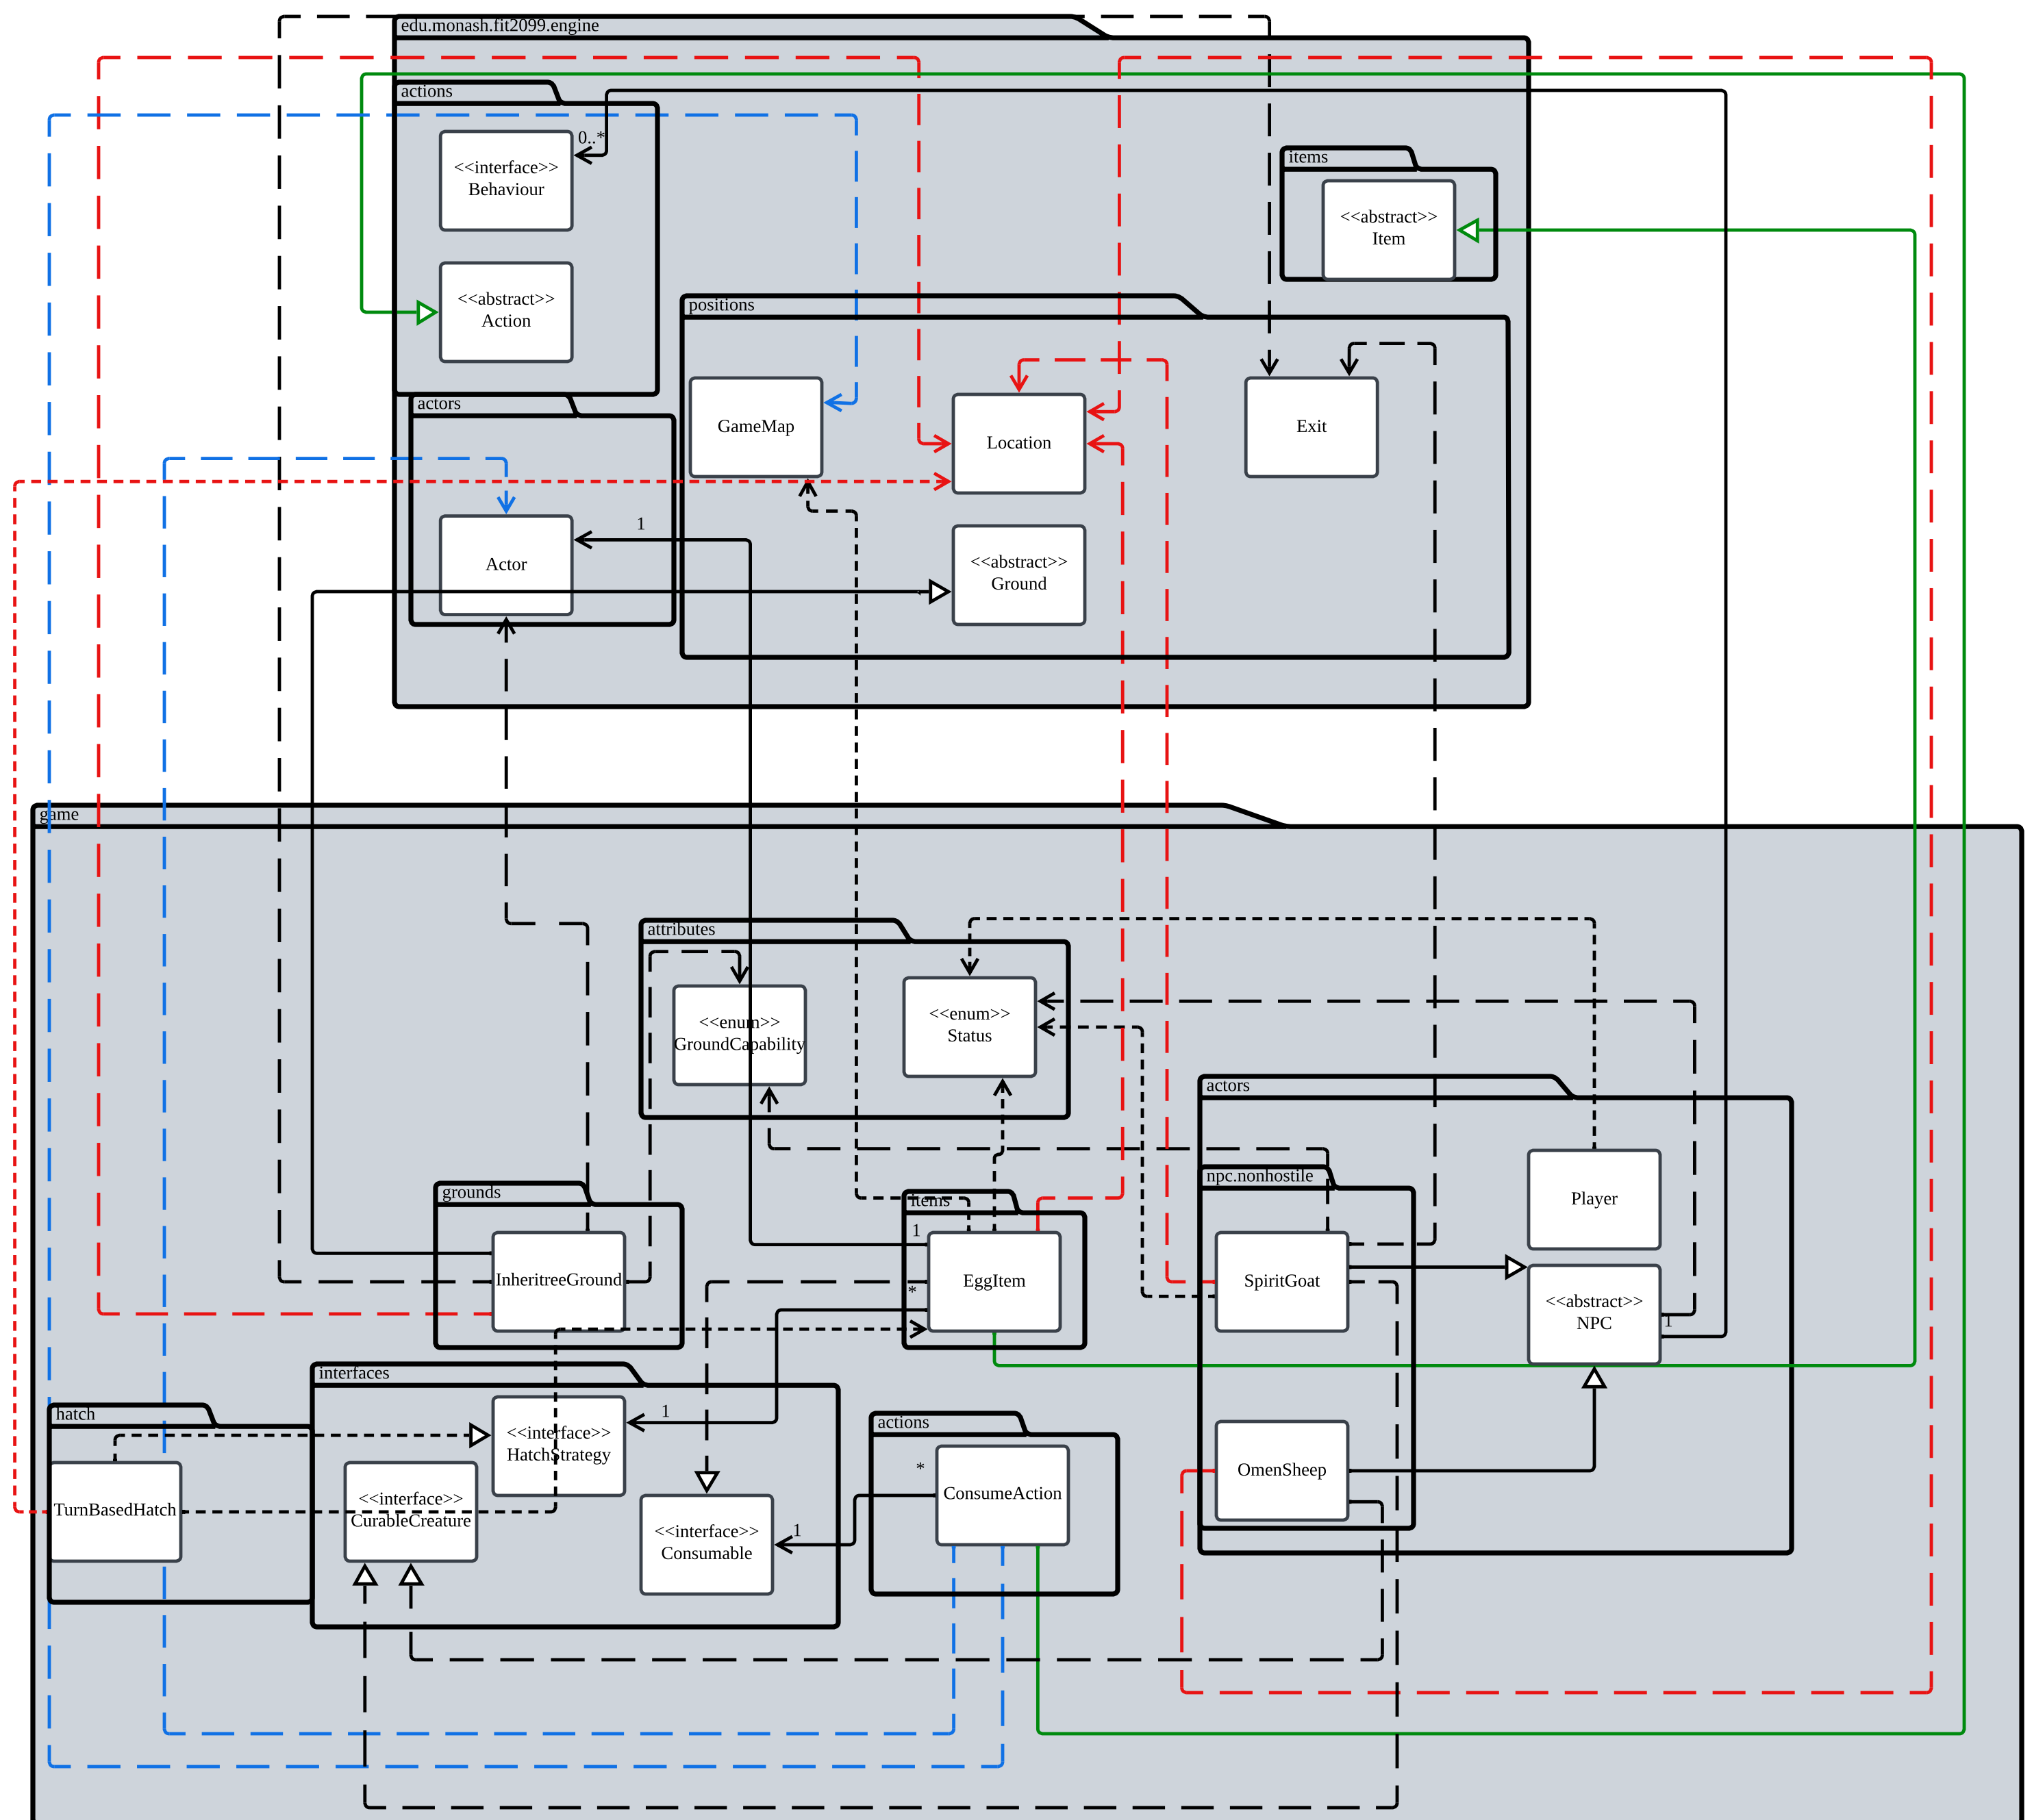 edu.monash.fit2099.engine
actions
0..*
<<interface>>
Behaviour
items
<<abstract>>
Item
<<abstract>>
Action
positions
actors
GameMap
Location
Exit
1
Actor
<<abstract>>
Ground
game
attributes
<<enum>>
GroundCapability
<<enum>>
Status
actors
npc.nonhostile
Player
grounds
items
1
InheritreeGround
EggItem
*
SpiritGoat
<<abstract>>
NPC
1
interfaces
hatch
1
<<interface>>
HatchStrategy
actions
*
ConsumeAction
OmenSheep
TurnBasedHatch
<<interface>>
CurableCreature
<<interface>>
Consumable
1